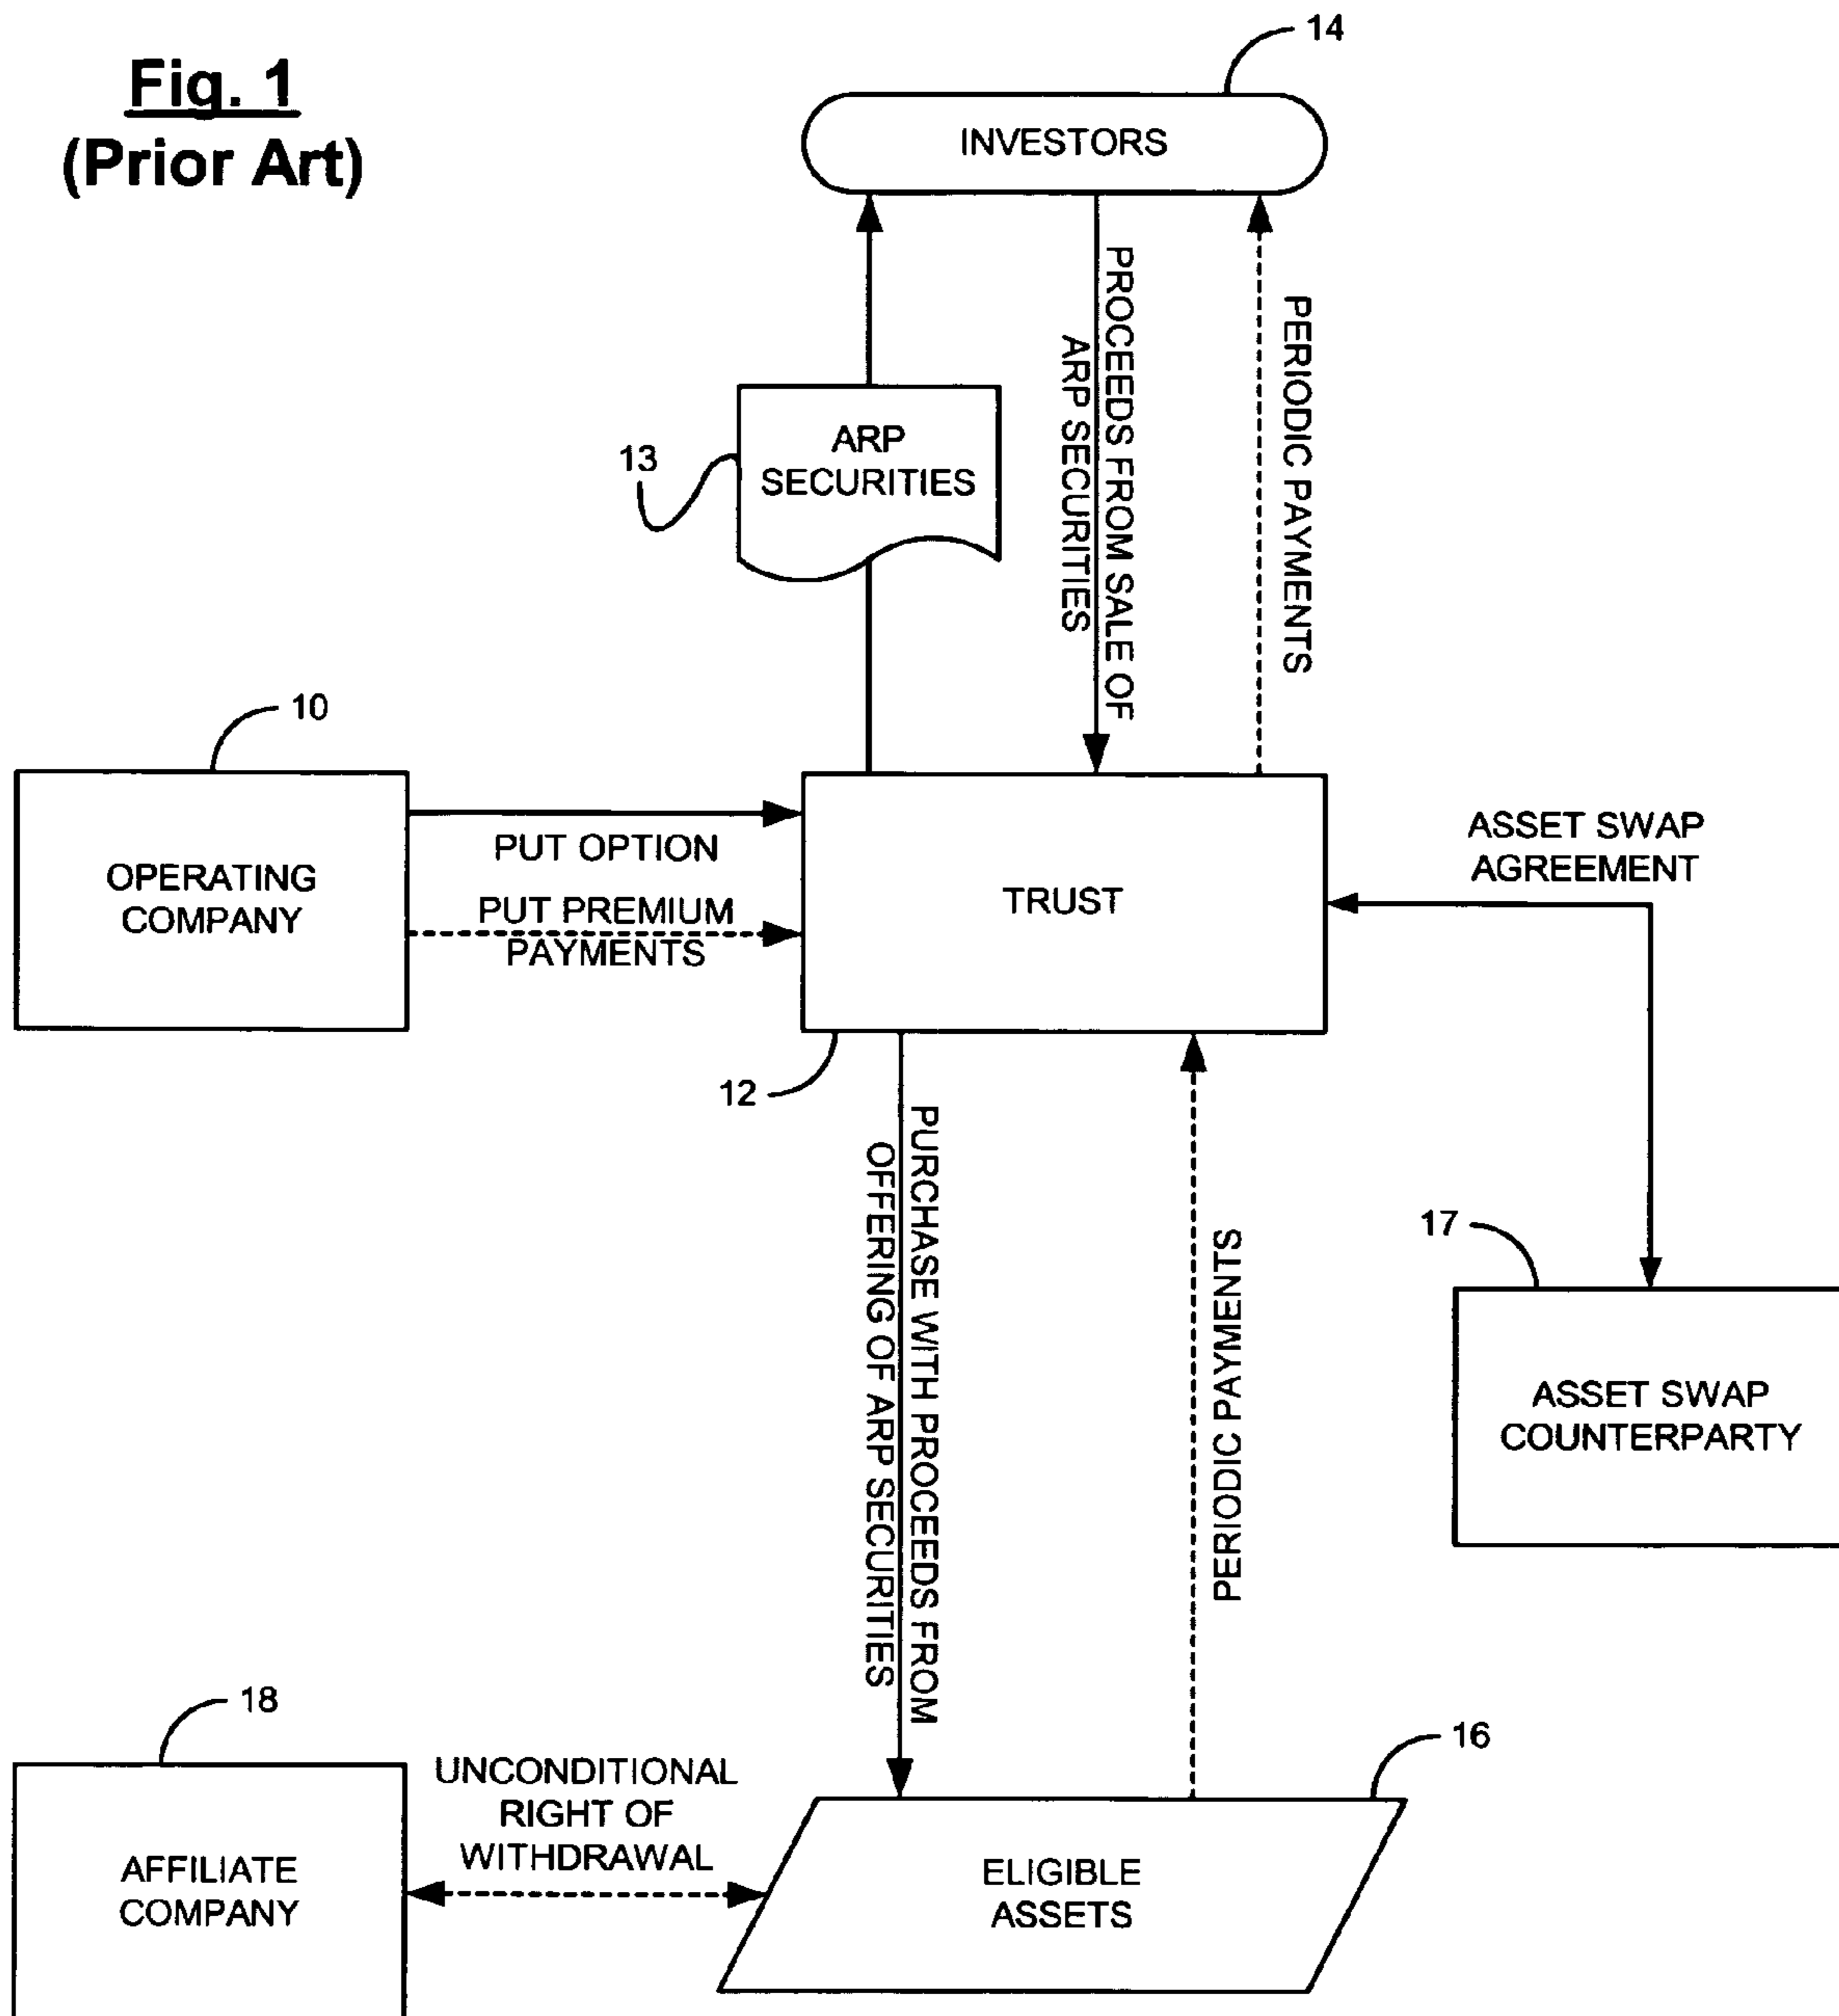 Fig. 1
(Prior Art)
14
INVESTORS
13
ARP
SECURITIES
PROCEEDS FROM SALE OF
ARP SECURITIES
PERIODIC PAYMENTS
10
OPERATING
COMPANY
PUT OPTION
PUT PREMIUM
PAYMENTS
TRUST
12
ASSET SWAP
AGREEMENT
PURCHASE WITH PROCEEDS FROM
OFFERING OF ARP SECURITIES
PERIODIC PAYMENTS
17
ASSET SWAP
COUNTERPARTY
18
AFFILIATE
COMPANY
UNCONDITIONAL
RIGHT OF
WITHDRAWAL
16
ELIGIBLE
ASSETS